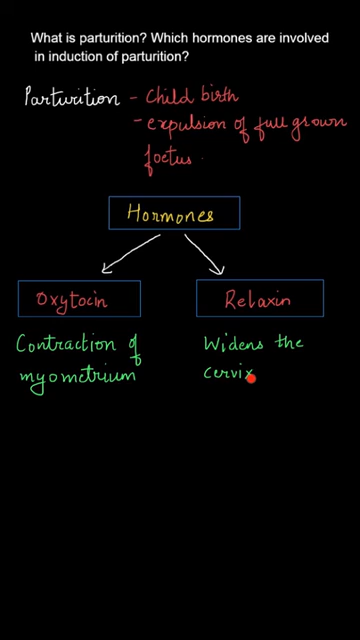 What is parturition? Which hormones are involved
in induction of parturition?
Parturition - Child birth
- expulsion of full grown
foetus.
Hormones
Oxytocin
Relaxin
Contraction of
myometrium
Widens the
cervix